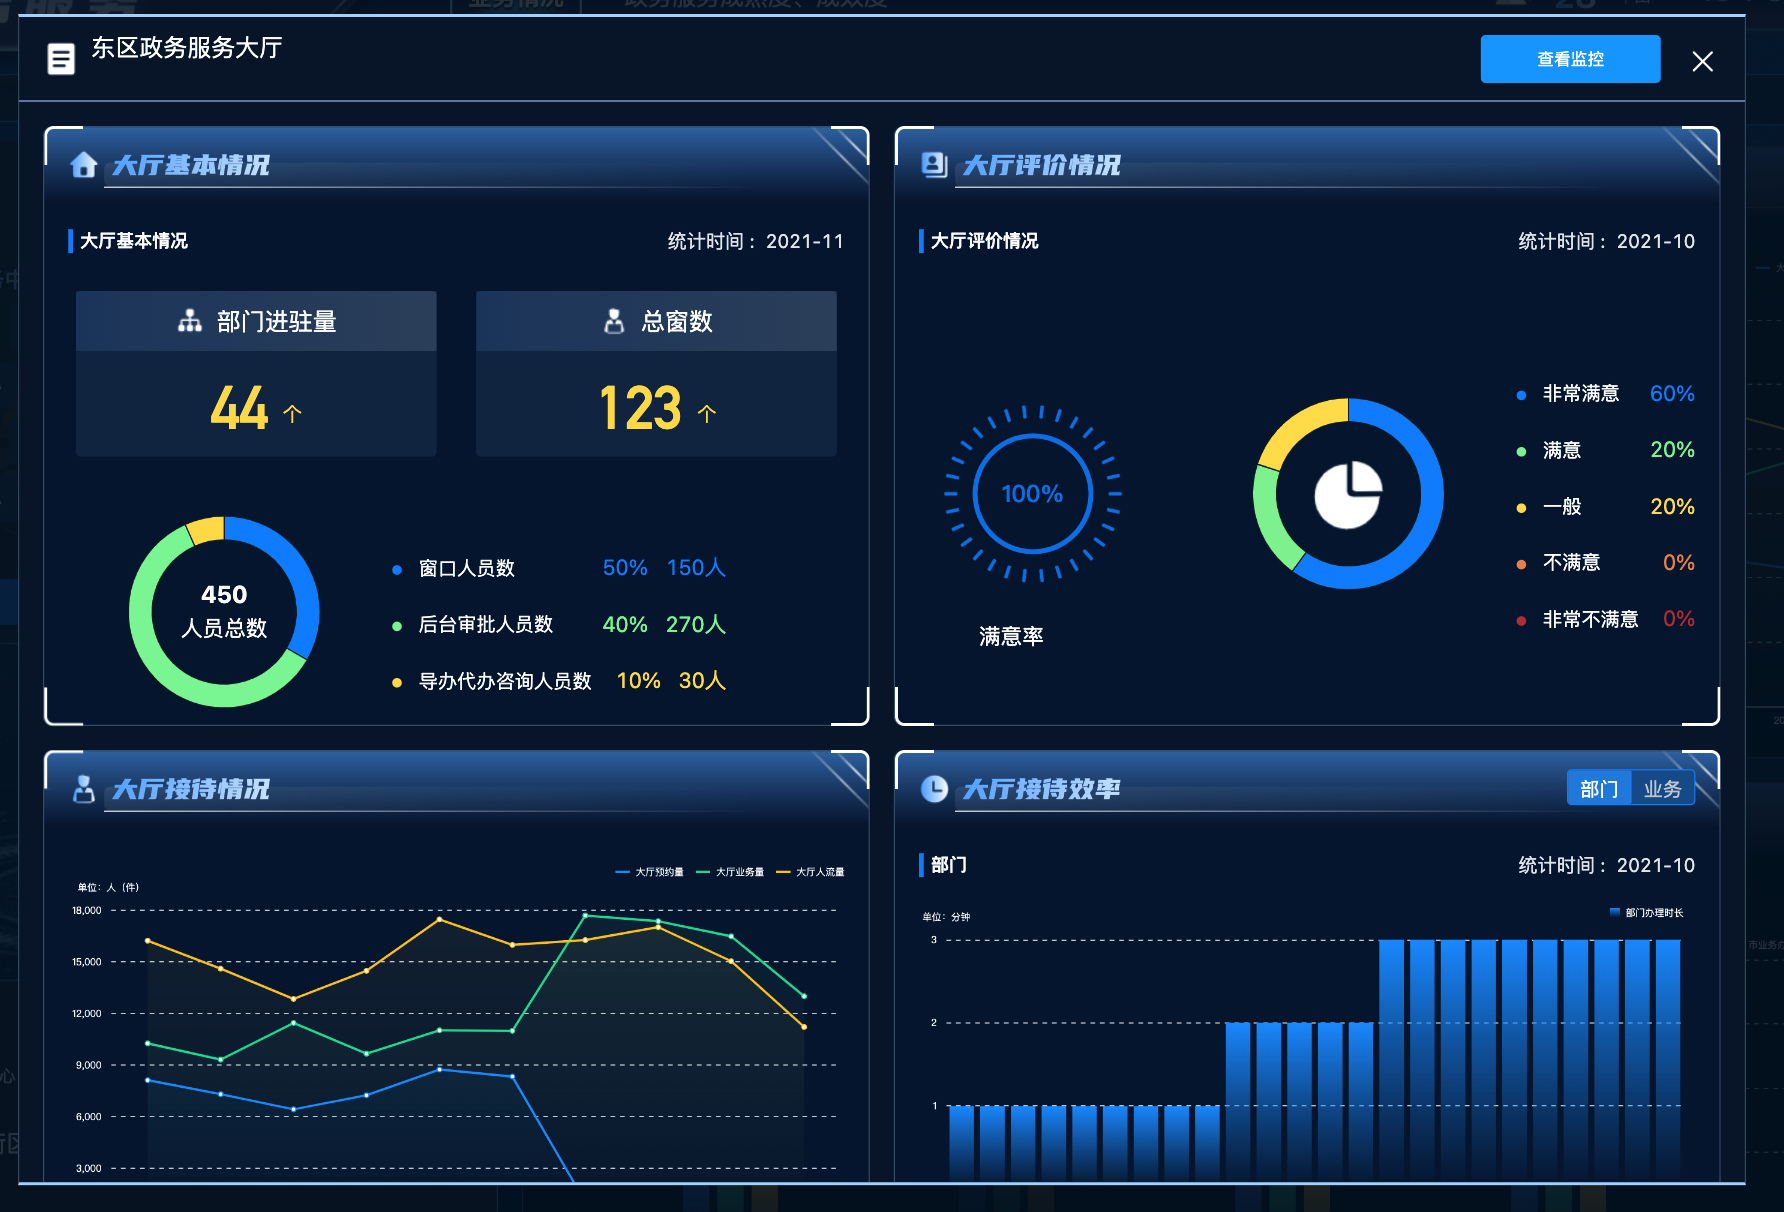 东区政务服务大厅
查看监控
大厅基本情况
大厅基本情况
统计时间：2021-11
部门进驻量
44个
总窗数
123个
450
人员总数
窗口人员数 50% 150人
后台审批人员数 40% 270人
导办代办咨询人员数 10% 30人
大厅评价情况
大厅评价情况
统计时间：2021-10
100%
满意率
非常满意 60%
满意 20%
一般 20%
不满意 0%
非常不满意 0%
大厅接待情况
大厅预约量 大厅业务量 大厅人流量
单位：人（件）
18,000
15,000
12,000
9,000
6,000
3,000
大厅接待效率
部门 业务
部门
统计时间：2021-10
单位：分钟
部门办理时长
3
2
1